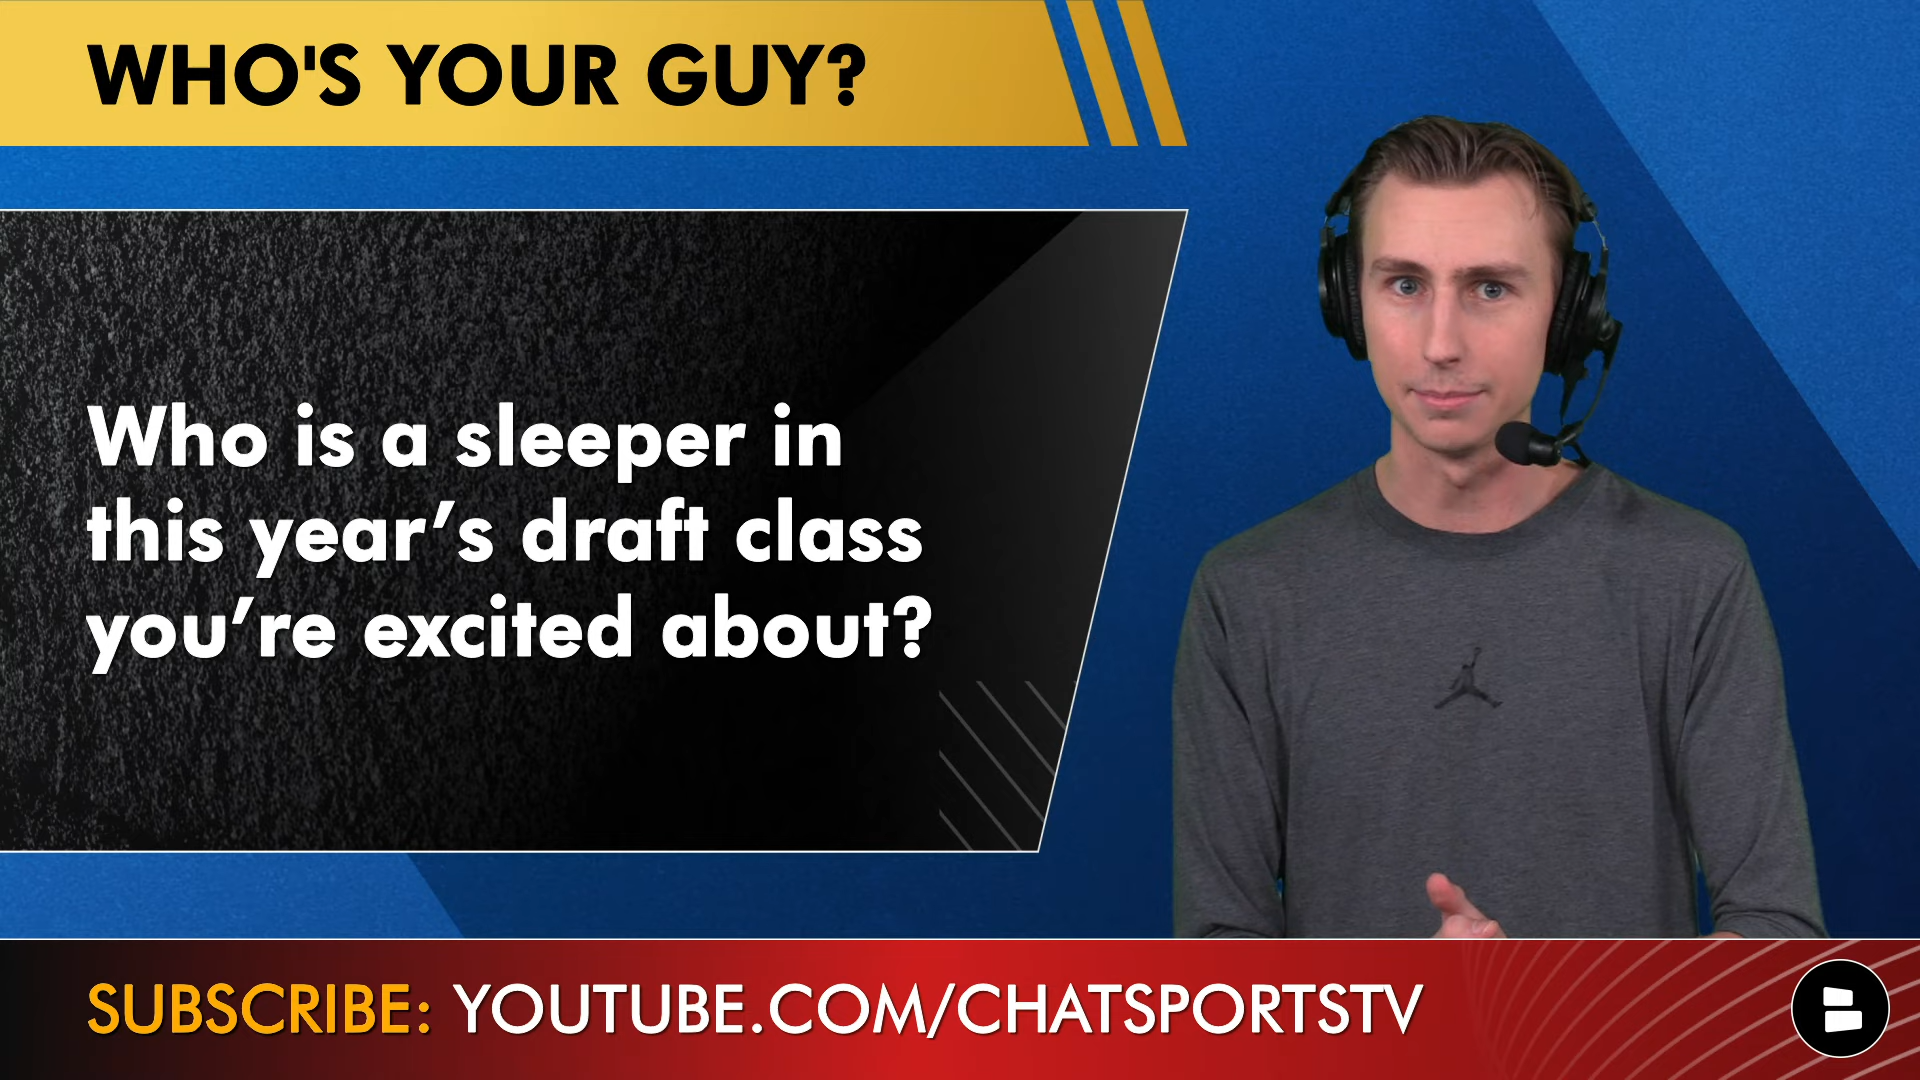 WHO'S YOUR GUY?
Who is a sleeper in
this year’s draft class
you’re excited about?
SUBSCRIBE: YOUTUBE.COM/CHATSPORTSTV